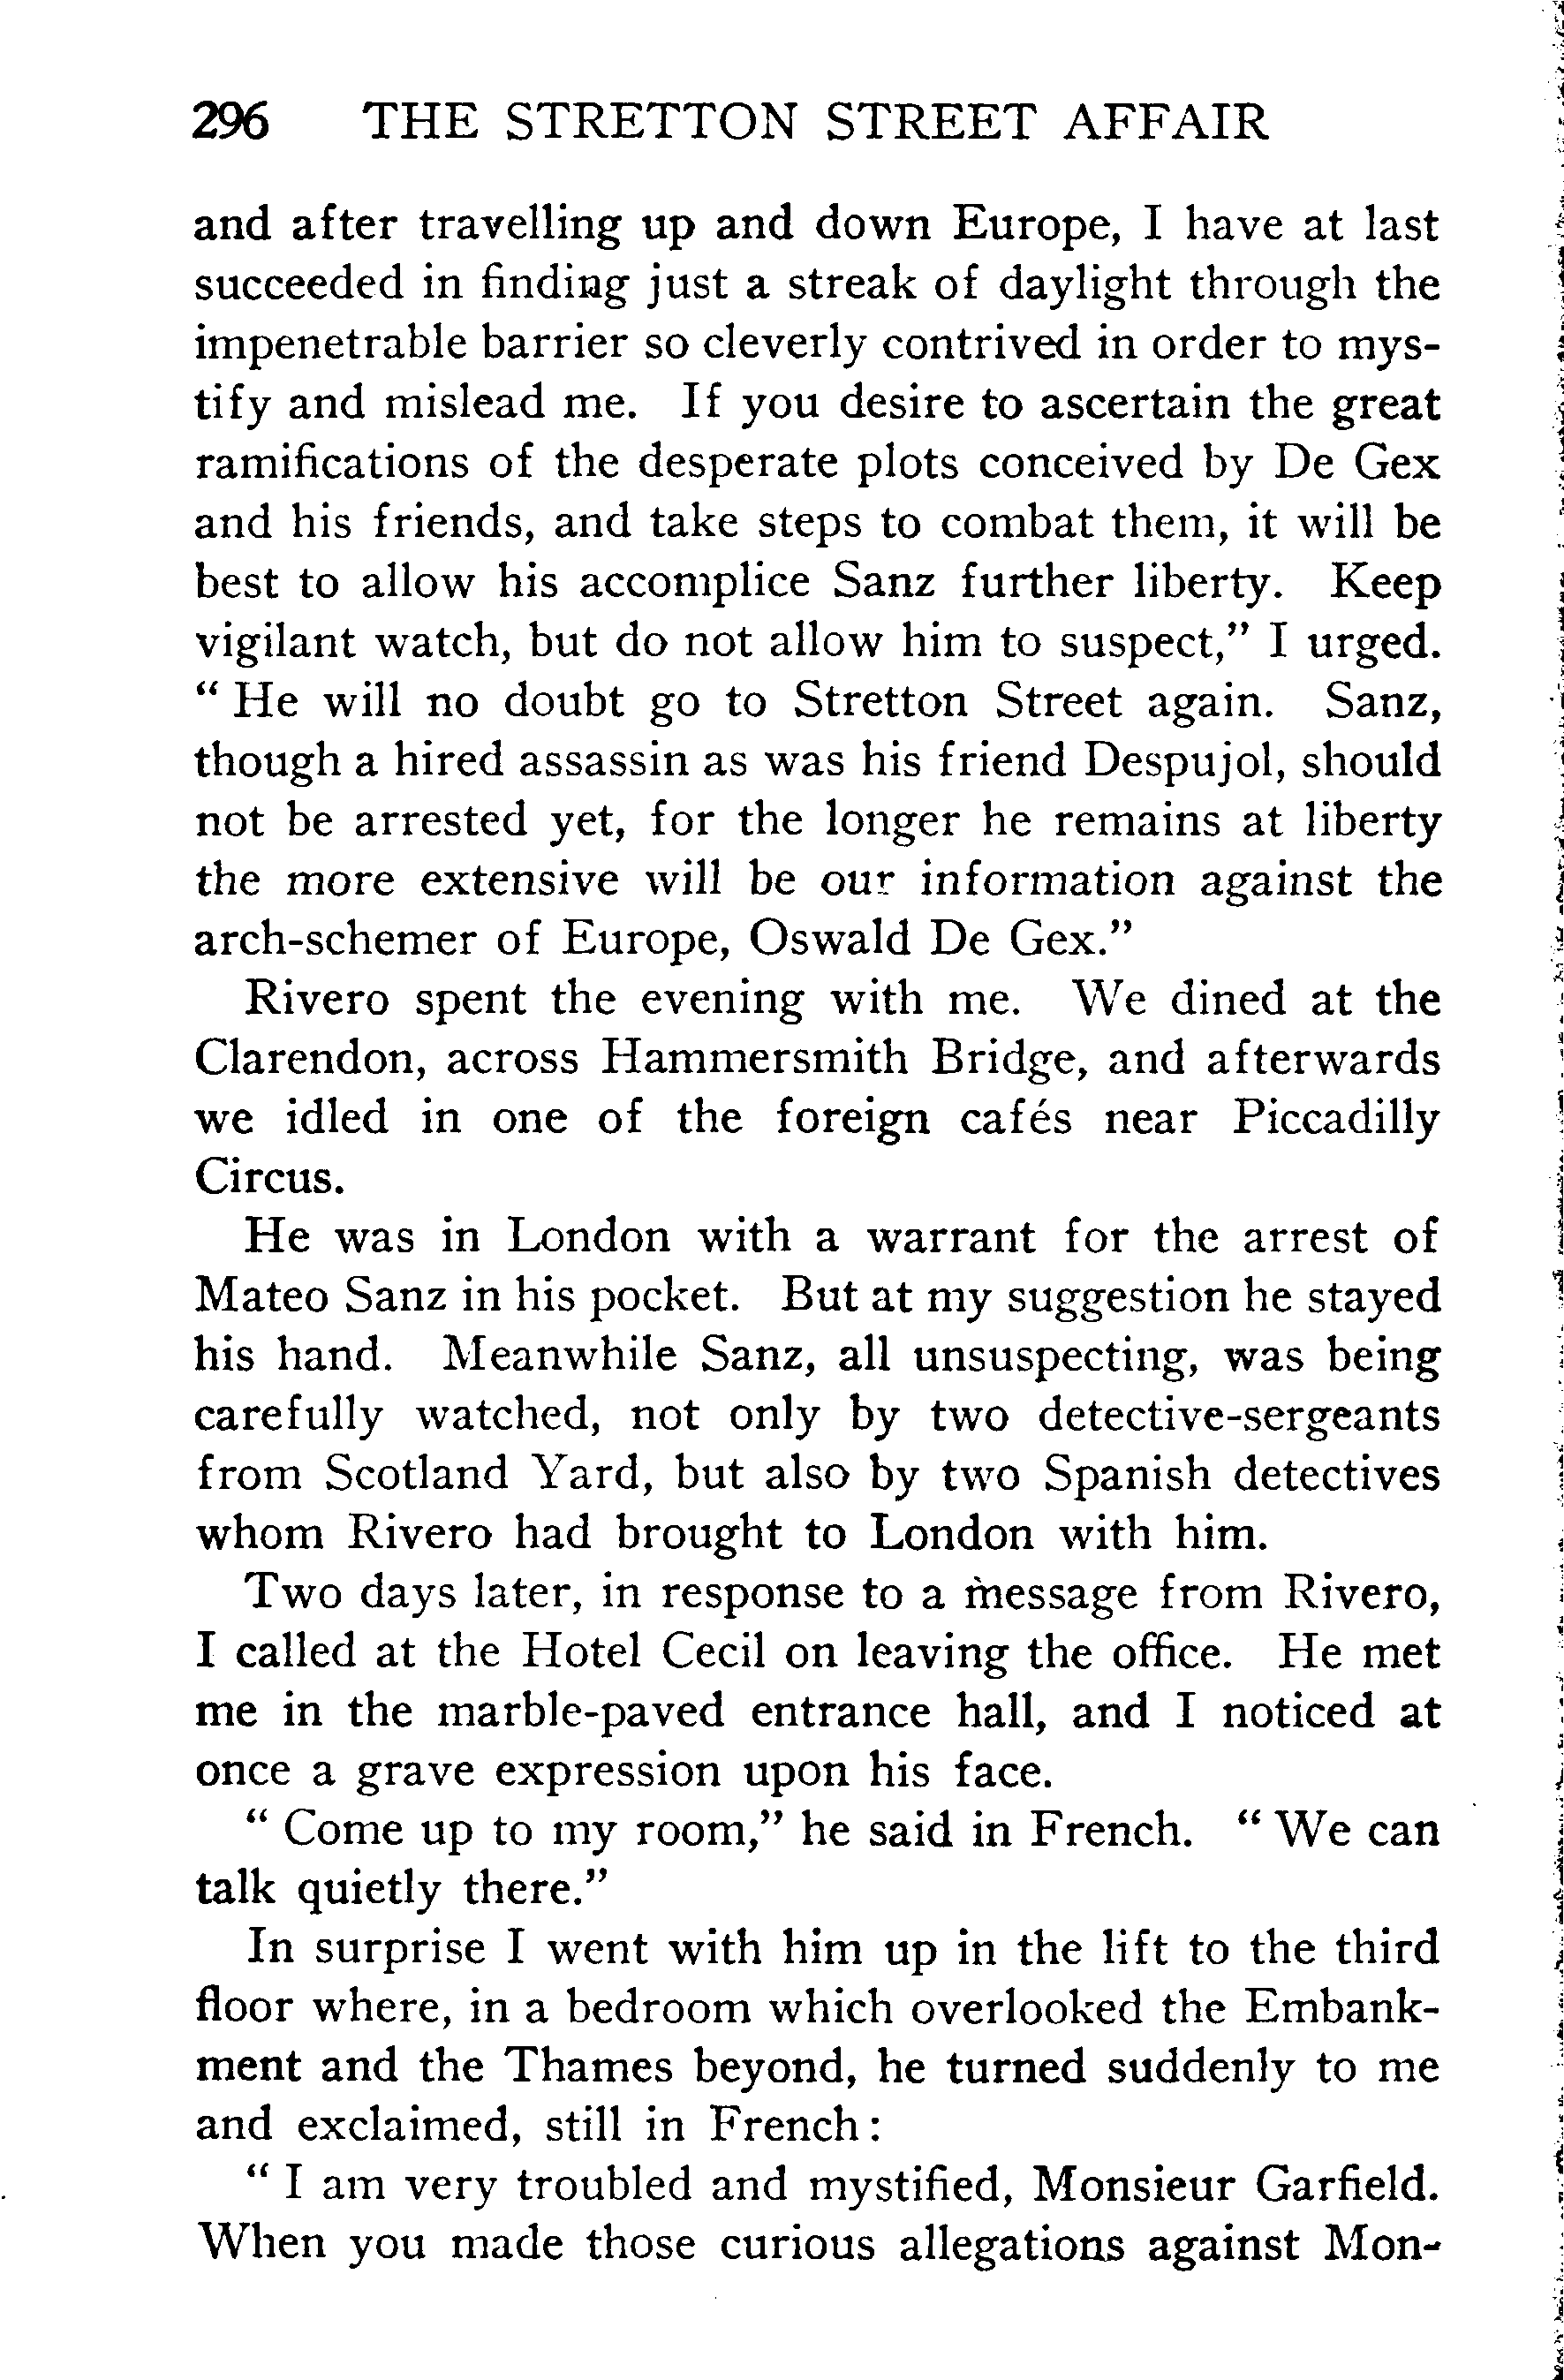 296 THE STRETTON STREET AFFAIR
and after travelling up and down Europe, I have at last
succeeded in finding just a streak of daylight through the
impenetrable barrier so cleverly contrived in order to mys-
tify and mislead me. If you desire to ascertain the great
ramifications of the desperate plots conceived by De Gex
and his friends, and take steps to combat them, it will be
best to allow his accomplice Sanz further liberty. Keep
vigilant watch, but do not allow him to suspect,” I urged.
“ He will no doubt go to Stretton Street again. Sanz,
though a hired assassin as was his friend Despujol, should
not be arrested yet, for the longer he remains at liberty
the more extensive will be our information against the
arch-schemer of Europe, Oswald De Gex.”
Rivero spent the evening with me. We dined at the
Clarendon, across Hammersmith Bridge, and afterwards
we idled in one of the foreign cafés near Piccadilly
Circus.
He was in London with a warrant for the arrest of
Mateo Sanz in his pocket. But at my suggestion he stayed
his hand. Meanwhile Sanz, all unsuspecting, was being
carefully watched, not only by two detective-sergeants
from Scotland Yard, but also by two Spanish detectives
whom Rivero had brought to London with him.
Two days later, in response to a message from Rivero,
I called at the Hotel Cecil on leaving the office. He met
me in the marble-paved entrance hall, and I noticed at
once a grave expression upon his face.
“ Come up to my room,” he said in French. “ We can
talk quietly there.”
In surprise I went with him up in the lift to the third
floor where, in a bedroom which overlooked the Embank-
ment and the Thames beyond, he turned suddenly to me
and exclaimed, still in French:
“ I am very troubled and mystified, Monsieur Garfield.
When you made those curious allegations against Mon-